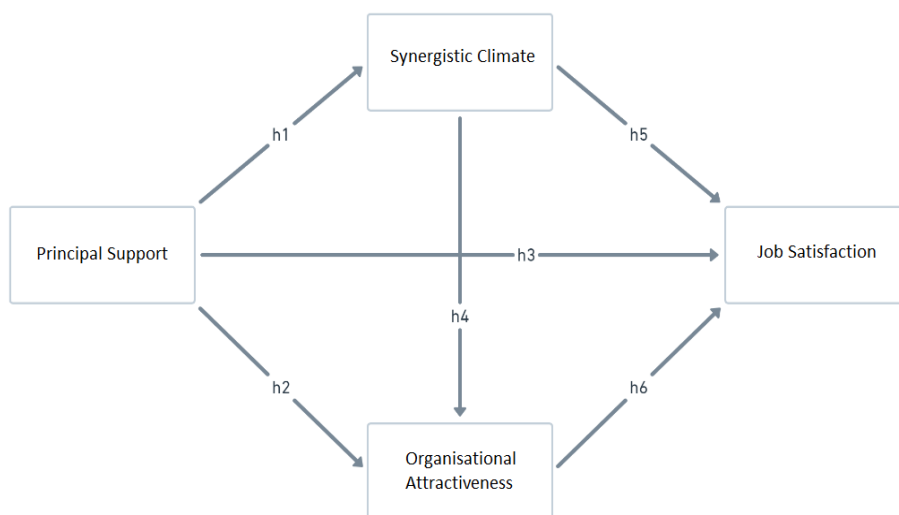 Synergistic Climate
h1
h5
Principal Support
h3
Job Satisfaction
h4
h2
h6
Organisational
Attractiveness